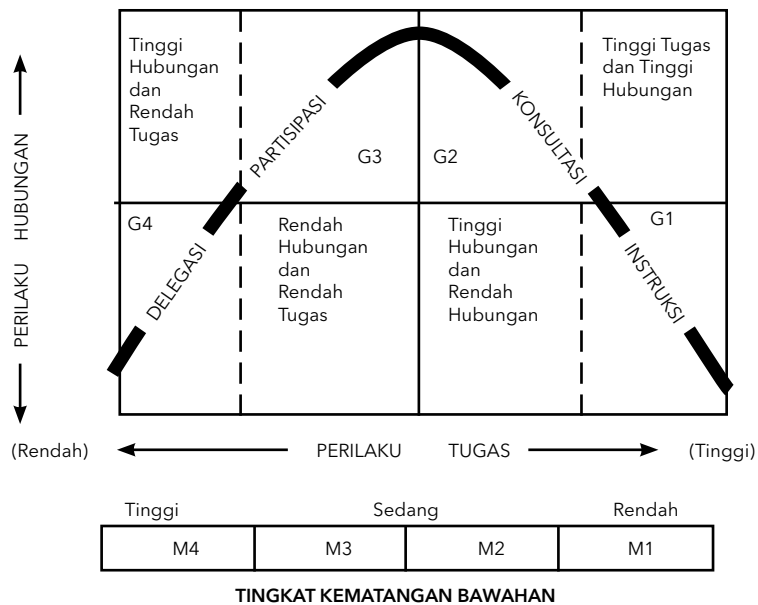 Tinggi
Hubungan
dan
Rendah
Tugas
Tinggi Tugas
dan Tinggi
Hubungan
PARTISIPASI
KONSULTASI
G3
G2
G4
G1
DELEGASI
INSTRUKSI
Rendah
Hubungan
dan
Rendah
Tugas
Tinggi
Hubungan
dan
Rendah
Hubungan
PERILAKU HUBUNGAN
(Rendah)
PERILAKU TUGAS
(Tinggi)
Tinggi
Sedang
Rendah
M4
M3
M2
M1
TINGKAT KEMATANGAN BAWAHAN